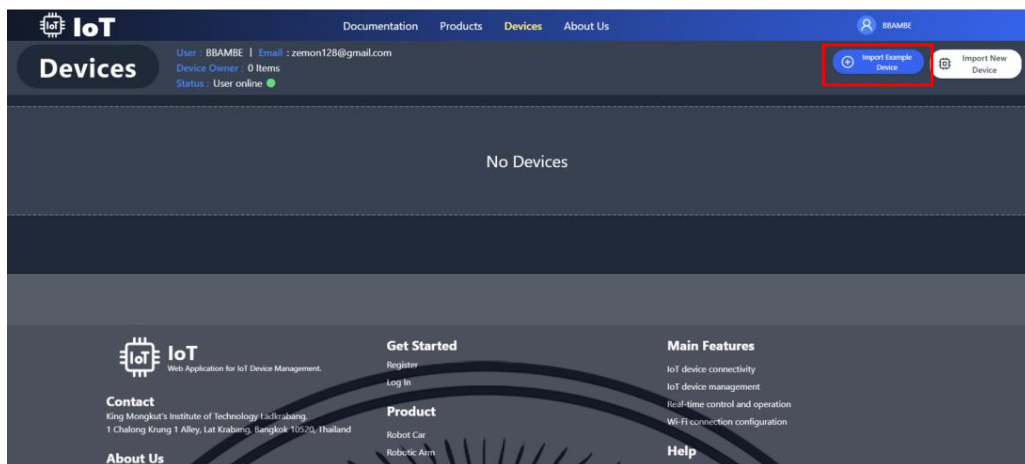 IoT
Documentation Products Devices About Us
BBAMBE
Devices
User : BBAMBE | Email : zemon128@gmail.com
Device Owner : 0 Items
Status : User online
Import Example
Device
Import New
Device
No Devices
IoT IoT
Web Application for IoT Device Management.
Contact
King Mongkut's Institute of Technology Ladkrabang.
1 Chalong Krung 1 Alley, Lat Krabang, Bangkok 10520, Thailand
About Us
Get Started
Register
Log In
Product
Robot Car
Robotic Arm
Main Features
IoT device connectivity
IoT device management
Real-time control and operation
Wi-Fi connection configuration
Help